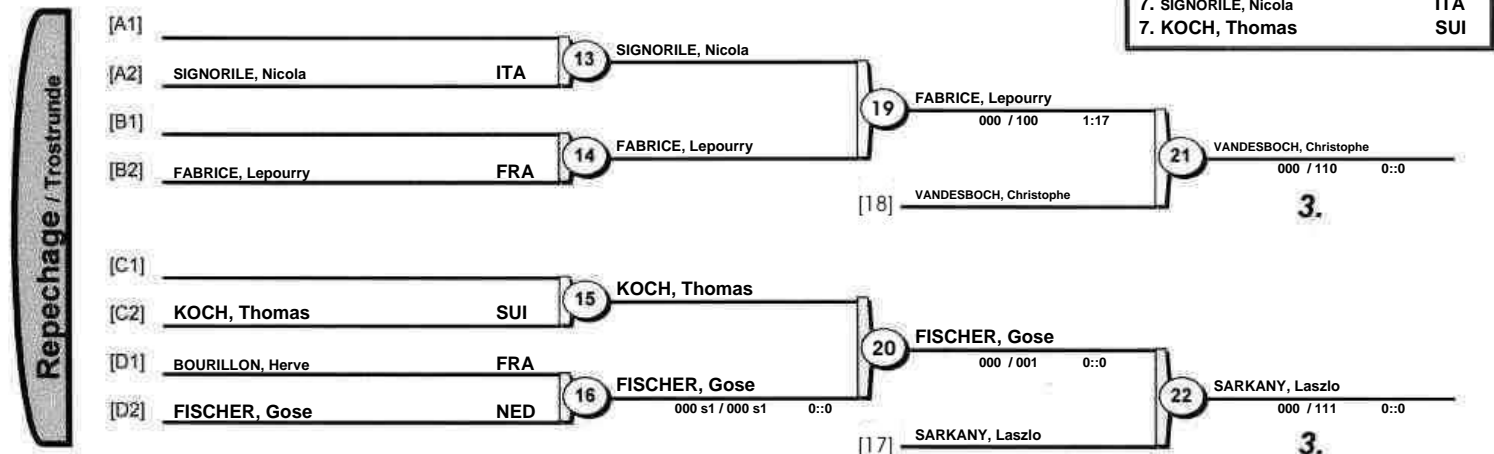 7. SIGNORILE, Nicola ITA
7. KOCH, Thomas SUI
Repechage / Trostrunde
[A1]
[A2] SIGNORILE, Nicola ITA
13 SIGNORILE, Nicola
[B1]
[B2] FABRICE, Lepourry FRA
14 FABRICE, Lepourry
19 FABRICE, Lepourry
000 / 100 1:17
[18] VANDESBOCH, Christophe
21 VANDESBOCH, Christophe
000 / 110 0::0
3.
[C1]
[C2] KOCH, Thomas SUI
15 KOCH, Thomas
[D1] BOURILLON, Herve FRA
[D2] FISCHER, Gose NED
16 FISCHER, Gose
000 s1 / 000 s1 0::0
20 FISCHER, Gose
000 / 001 0::0
[17] SARKANY, Laszlo
22 SARKANY, Laszlo
000 / 111 0::0
3.